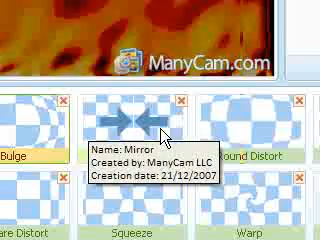 ManyCam.com
Bulge
Name: Mirror
Created by: ManyCam LLC
Creation date: 21/12/2007
ound Distort
are Distort
Squeeze
Warp